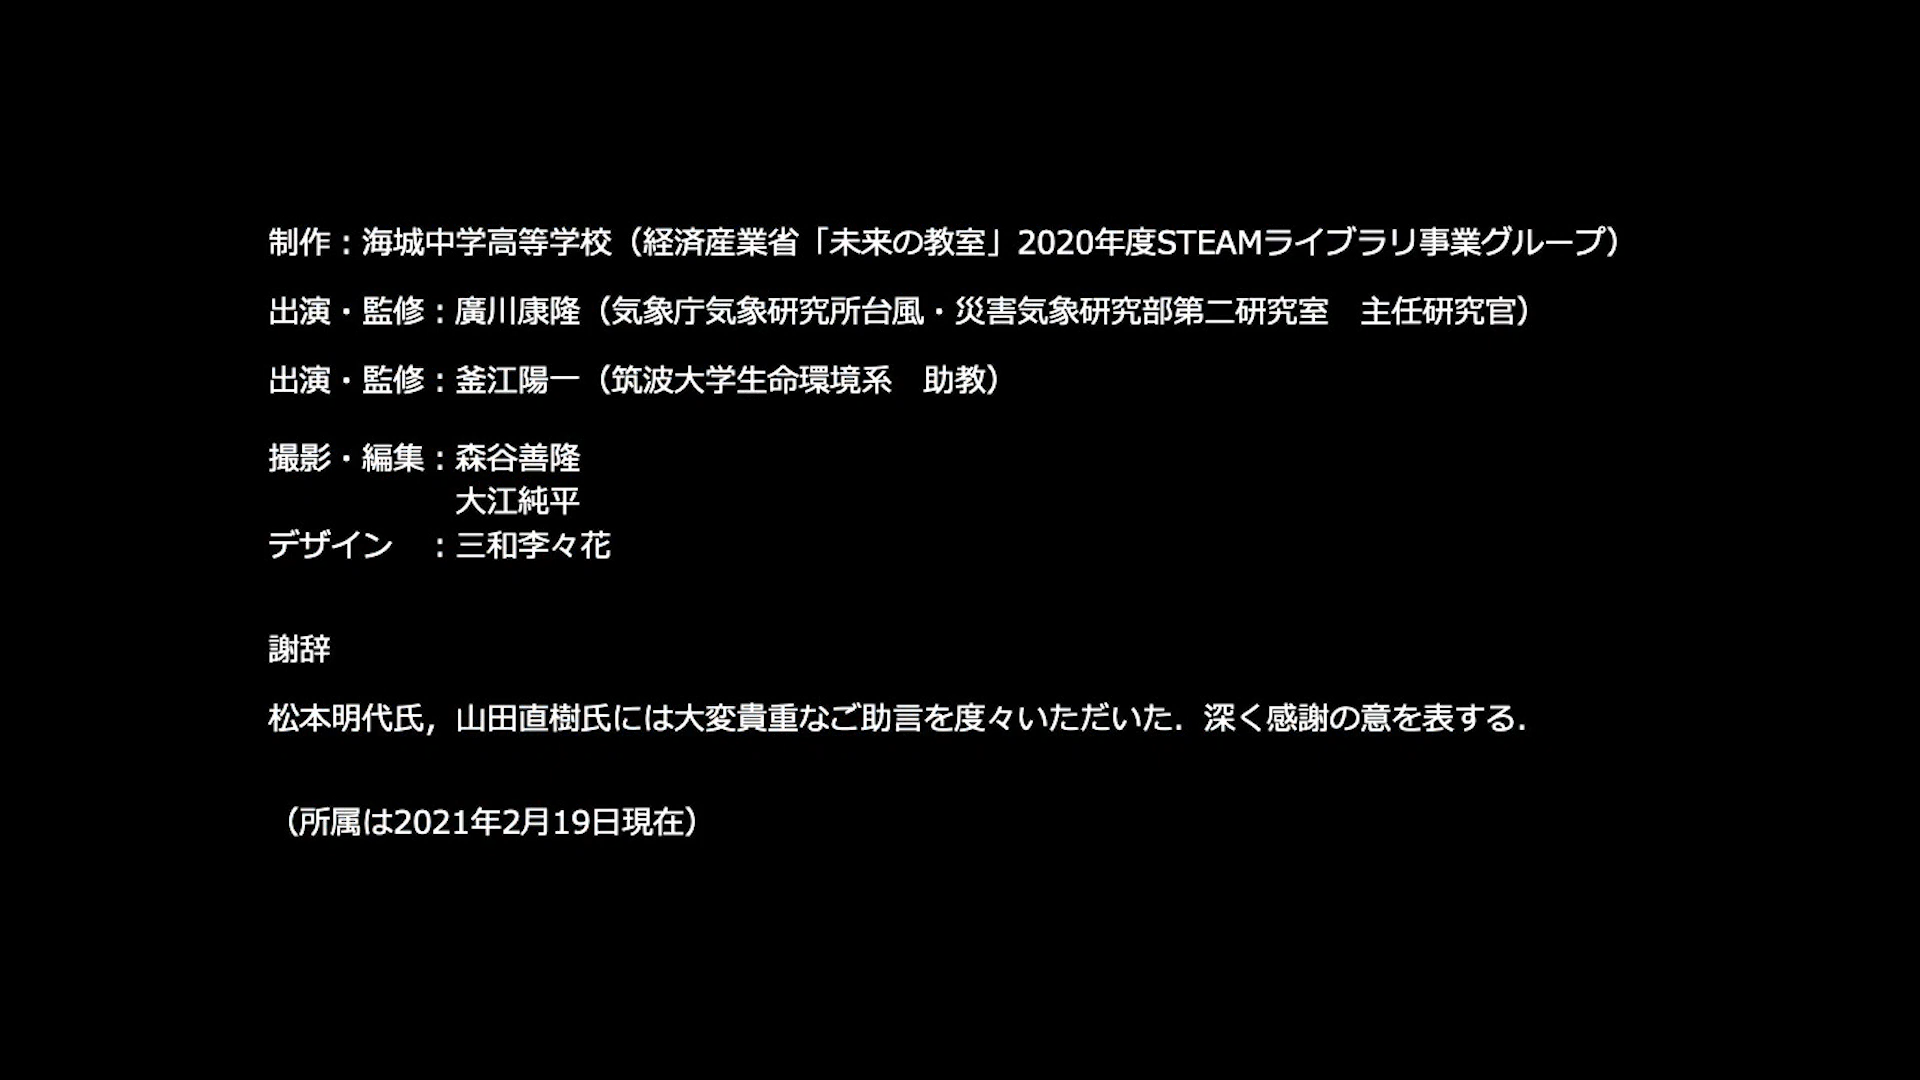 制作：海城中学高等学校（経済産業省「未来の教室」2020年度STEAMライブラリ事業グループ）
出演・監修：廣川康隆（気象庁気象研究所台風・災害気象研究部第二研究室　主任研究官）
出演・監修：釜江陽一（筑波大学生命環境系　助教）
撮影・編集：森谷善隆
大江純平
デザイン　：三和李々花
謝辞
松本明代氏，山田直樹氏には大変貴重なご助言を度々いただいた．深く感謝の意を表する．
（所属は2021年2月19日現在）